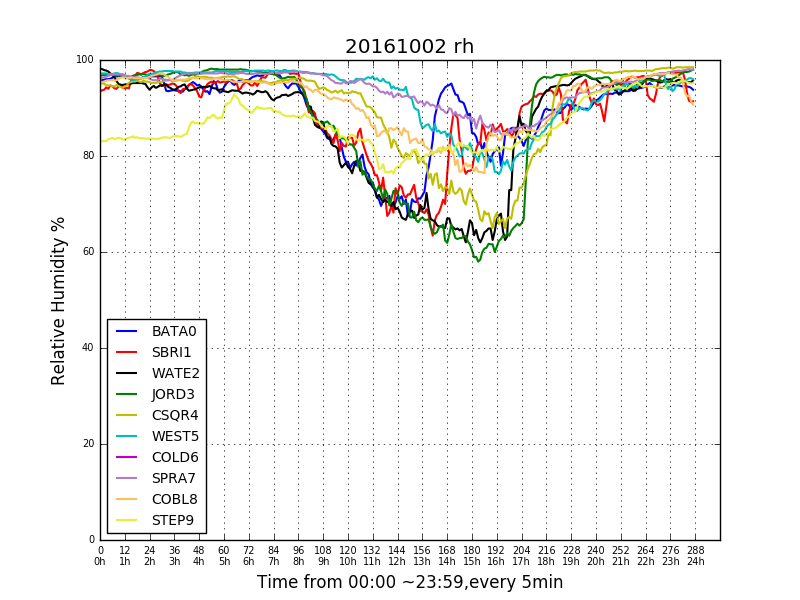 20161002 rh
Relative Humidity %
100
80
60
40
20
0
BATA0
SBRI1
WATE2
JORD3
CSQR4
WEST5
COLD6
SPRA7
COBL8
STEP9
0 12 24 36 48 60 72 84 96 108 120 132 144 156 168 180 192 204 216 228 240 252 264 276 288
0h 1h 2h 3h 4h 5h 6h 7h 8h 9h 10h 11h 12h 13h 14h 15h 16h 17h 18h 19h 20h 21h 22h 23h 24h
Time from 00:00 ~23:59,every 5min